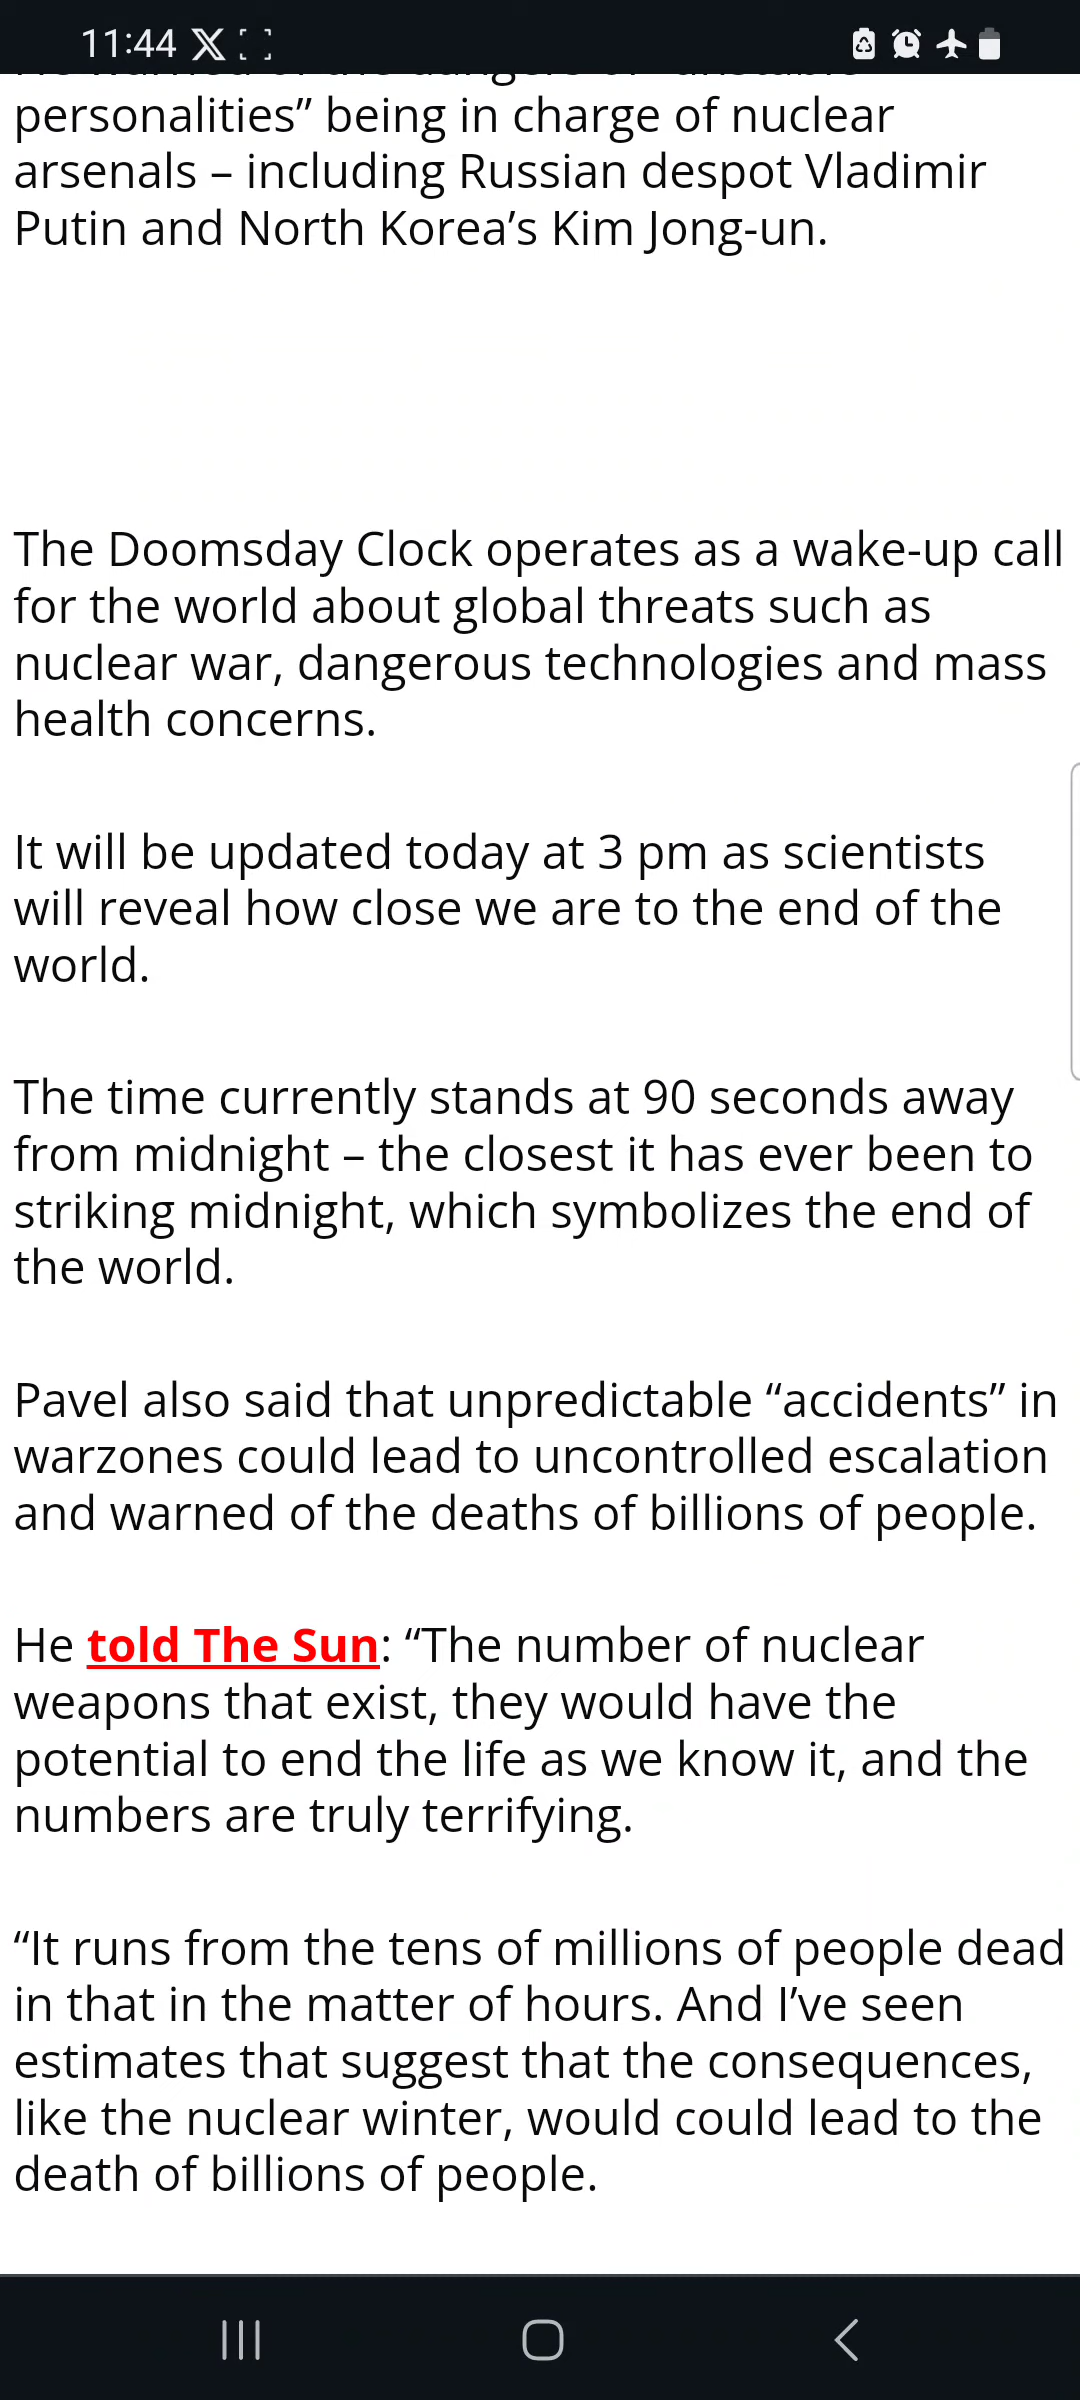 11:44
personalities” being in charge of nuclear
arsenals – including Russian despot Vladimir
Putin and North Korea’s Kim Jong-un.
The Doomsday Clock operates as a wake-up call
for the world about global threats such as
nuclear war, dangerous technologies and mass
health concerns.
It will be updated today at 3 pm as scientists
will reveal how close we are to the end of the
world.
The time currently stands at 90 seconds away
from midnight – the closest it has ever been to
striking midnight, which symbolizes the end of
the world.
Pavel also said that unpredictable “accidents” in
warzones could lead to uncontrolled escalation
and warned of the deaths of billions of people.
He told The Sun: “The number of nuclear
weapons that exist, they would have the
potential to end the life as we know it, and the
numbers are truly terrifying.
“It runs from the tens of millions of people dead
in that in the matter of hours. And I’ve seen
estimates that suggest that the consequences,
like the nuclear winter, would could lead to the
death of billions of people.